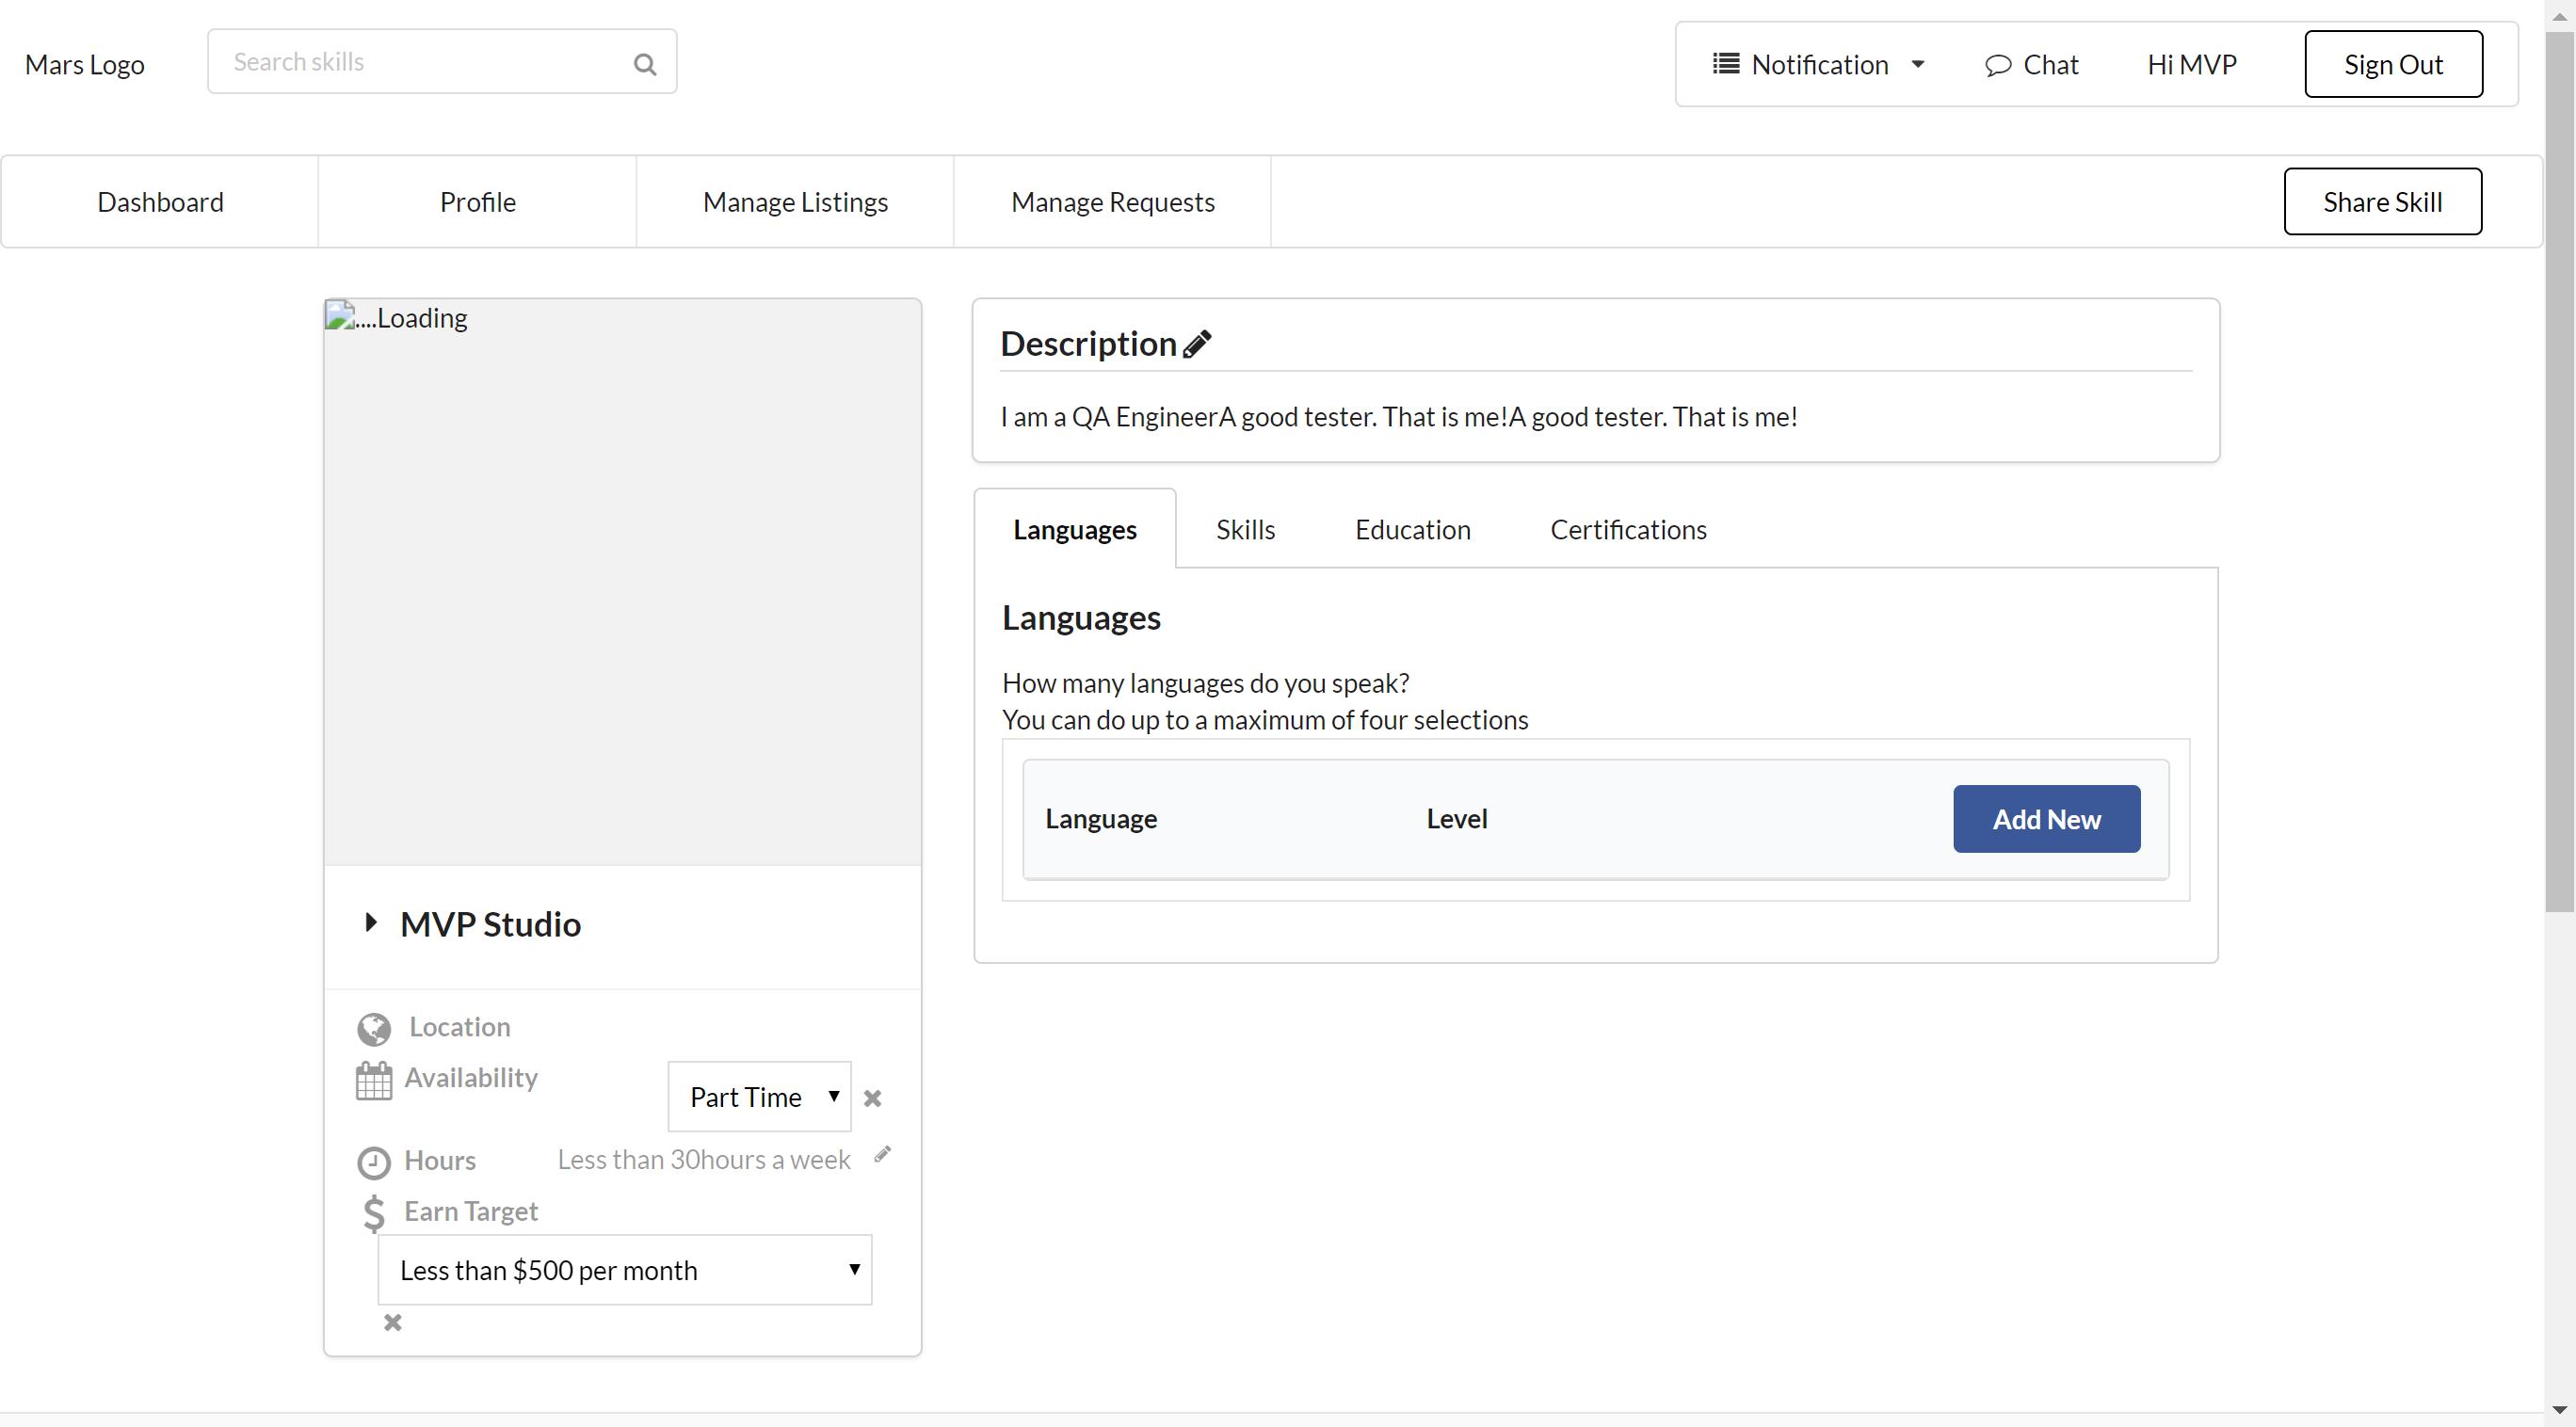 Mars Logo
Search skills
Notification
Chat
Hi MVP
Sign Out
Dashboard
Profile
Manage Listings
Manage Requests
Share Skill
....Loading
Description
I am a QA EngineerA good tester. That is me!A good tester. That is me!
Languages
Skills
Education
Certifications
Languages
How many languages do you speak?
You can do up to a maximum of four selections
Language
Level
Add New
MVP Studio
Location
Availability
Part Time
Hours
Less than 30hours a week
Earn Target
Less than $500 per month